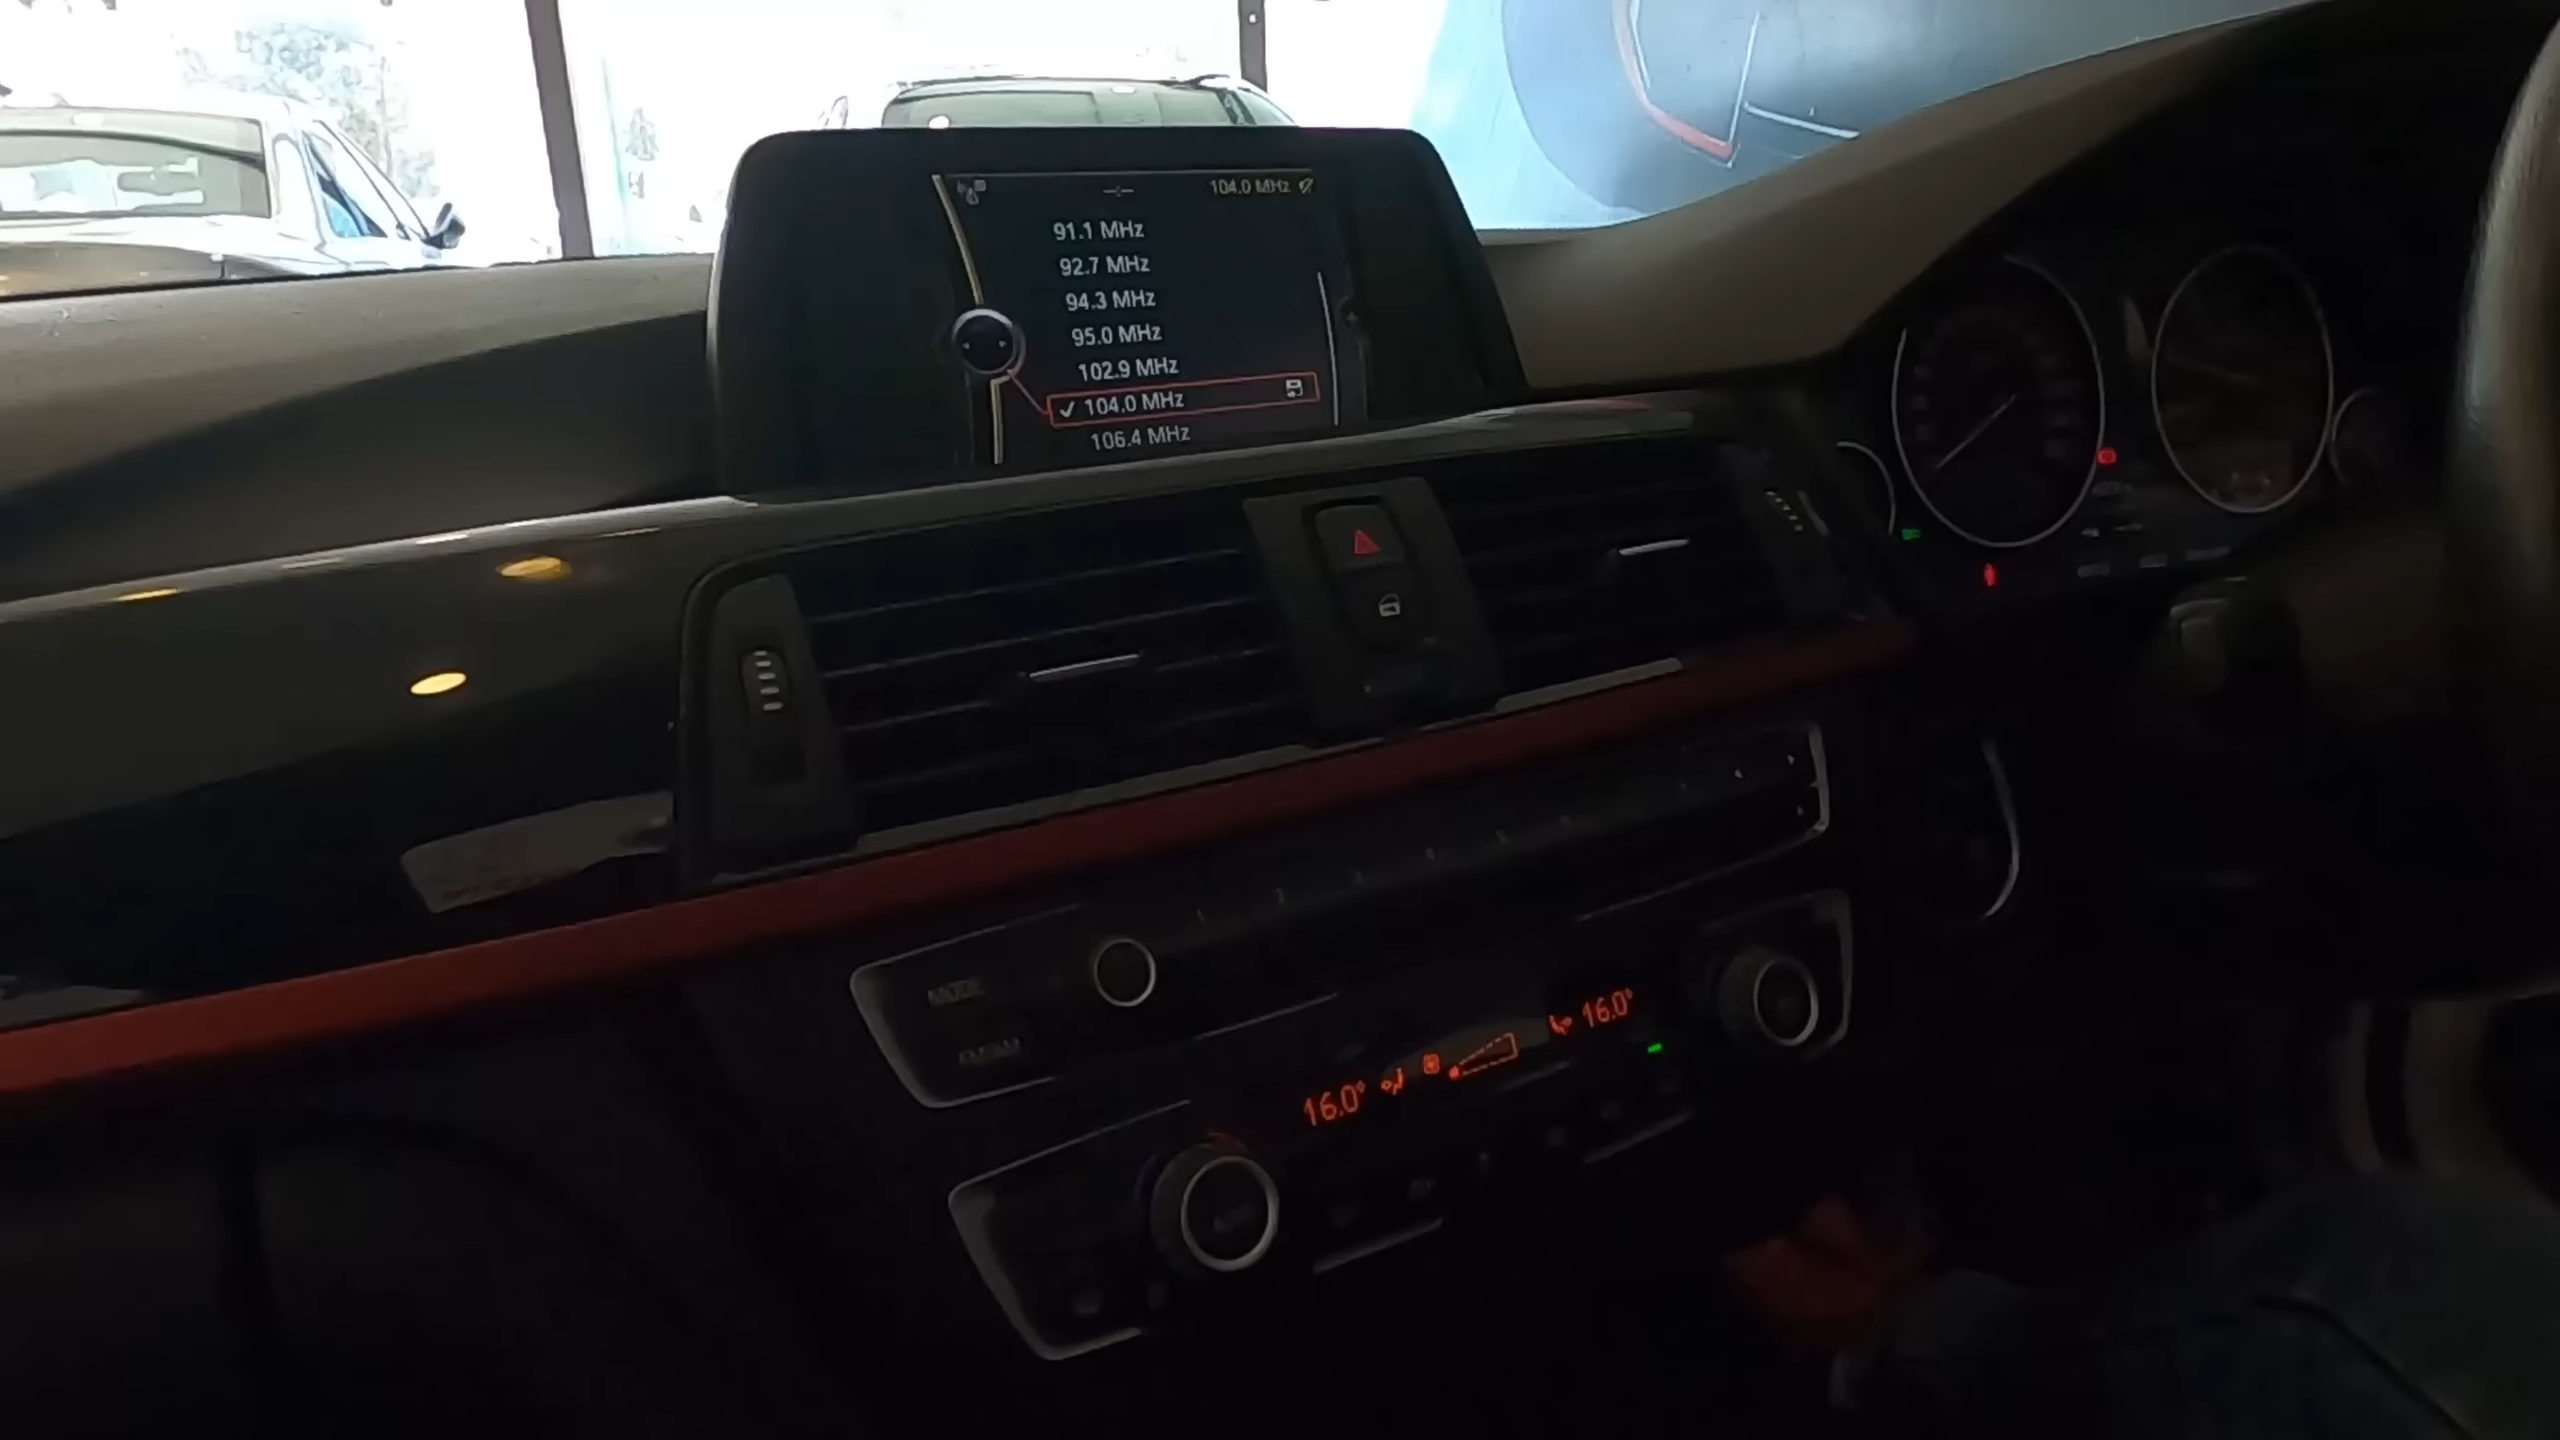 104.0 MHz
91.1 MHz
92.7 MHz
94.3 MHz
95.0 MHz
102.9 MHz
✓ 104.0 MHz
106.4 MHz
MODE
16.0°
16.0°